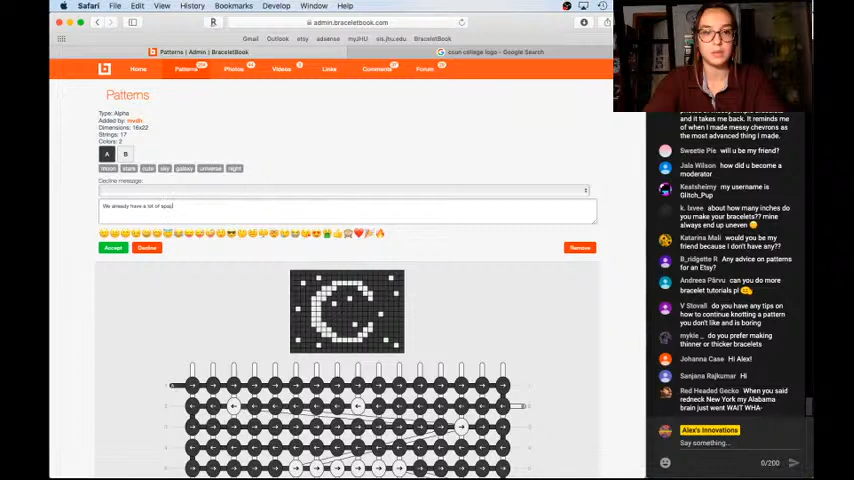 Safari File Edit View History Bookmarks Develop Window Help
admin.braceletbook.com
Gmail Outlook etsy adsense myJHU sis.jhu.edu BraceletBook
Patterns | Admin | BraceletBook
csun college logo - Google Search
Home Patterns Photos Videos Links Comments Forum
Patterns
Type: Alpha
Added by: mvdh
Dimensions: 16x22
Strings: 17
Colors: 2
A B
moon stars cute sky galaxy universe night
Decline message:
We already have a lot of spac
Accept Decline Remove
and it takes me back. It reminds me
of when I made messy chevrons as
the most advanced thing I made.
Sweetie Pie will u be my friend?
Jala Wilson how did u become a
moderator
Keatsheimy my username is
Glitch_Pup
k. lxvee about how many inches do
you make your bracelets?? mine
always end up uneven
Katarina Mali would you be my
friend because I don't have any??
B_ridgette R Any advice on patterns
for an Etsy?
Andreea Pârvu can you do more
bracelet tutorials pl
V Stovall do you have any tips on
how to continue knotting a pattern
you don't like and is boring
mykie _ do you prefer making
thinner or thicker bracelets
Johanna Case Hi Alex!
Sanjana Rajkumar Hi
Red Headed Gecko When you said
redneck New York my Alabama
brain just went WAIT WHA-
Alex's Innovations
Say something...
0/200